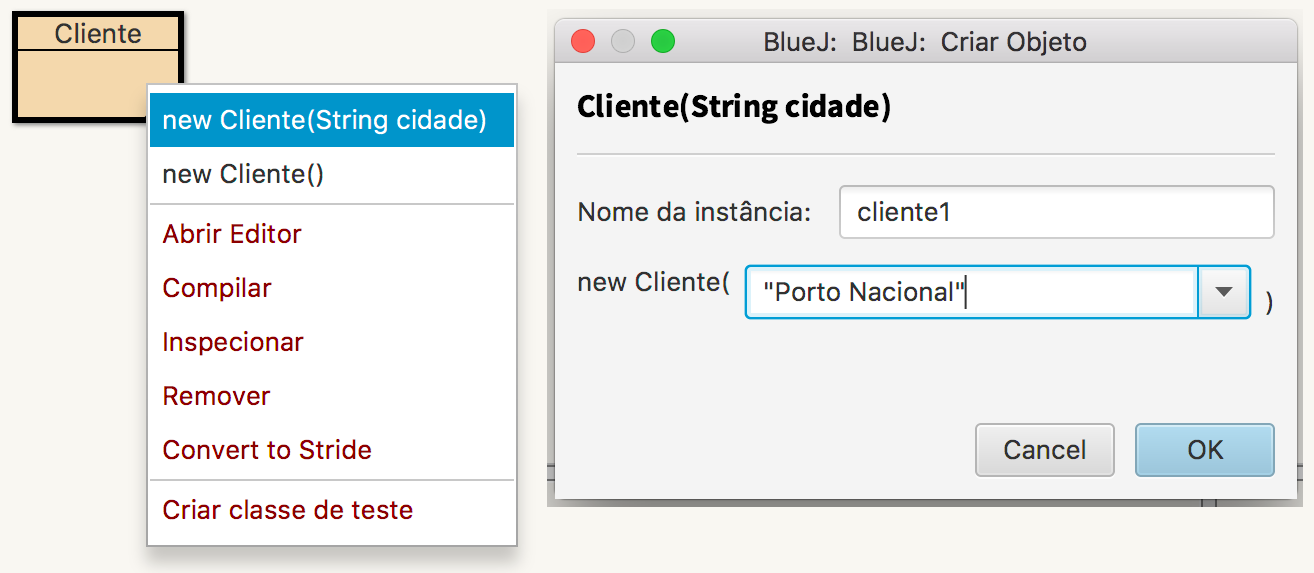 Cliente
new Cliente(String cidade)
new Cliente()
Abrir Editor
Compilar
Inspecionar
Remover
Convert to Stride
Criar classe de teste
BlueJ: BlueJ: Criar Objeto
Cliente(String cidade)
Nome da instância: cliente1
new Cliente( "Porto Nacional" )
Cancel OK